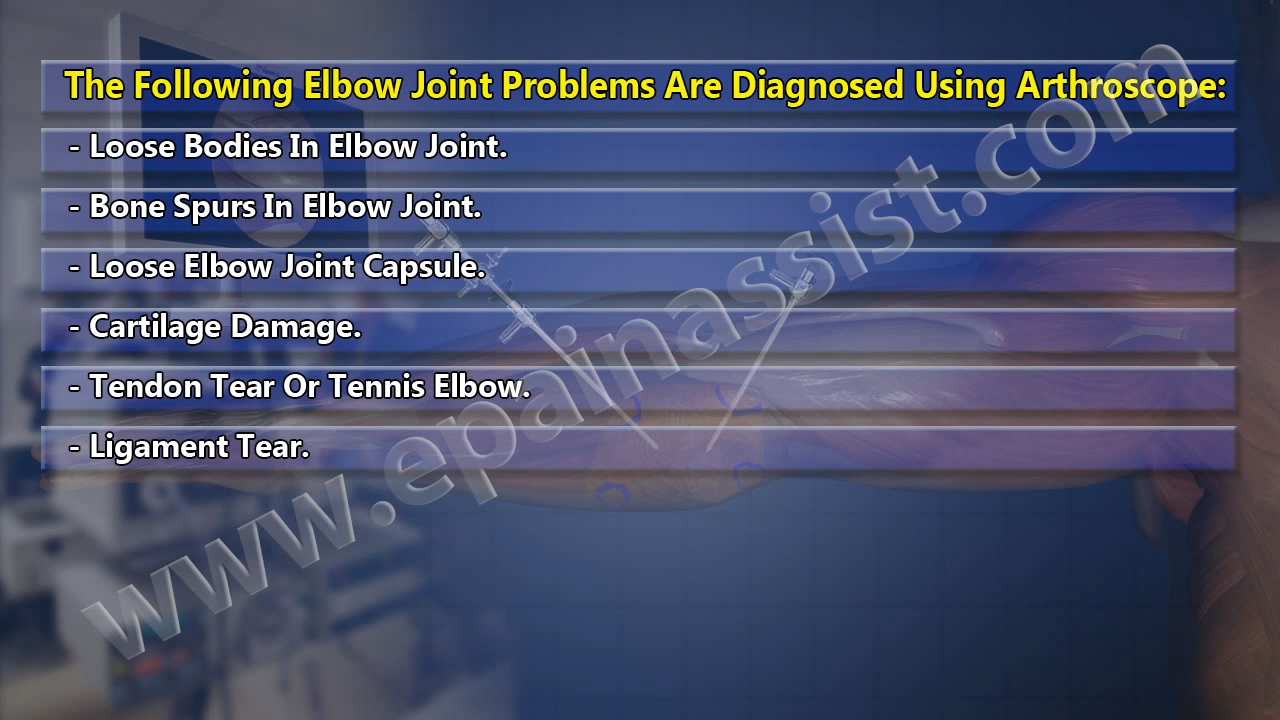 The Following Elbow Joint Problems Are Diagnosed Using Arthroscope:
- Loose Bodies In Elbow Joint.
- Bone Spurs In Elbow Joint.
- Loose Elbow Joint Capsule.
- Cartilage Damage.
- Tendon Tear Or Tennis Elbow.
- Ligament Tear.
www.epainassist.com